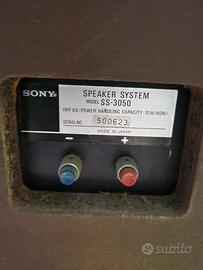 SONY
SPEAKER SYSTEM
MODEL SS-3050
IMP. 8Ω/POWER HANDLING CAPACITY 70W(NOM.)
SERIAL NO. 500623
MADE IN JAPAN
- +
subito